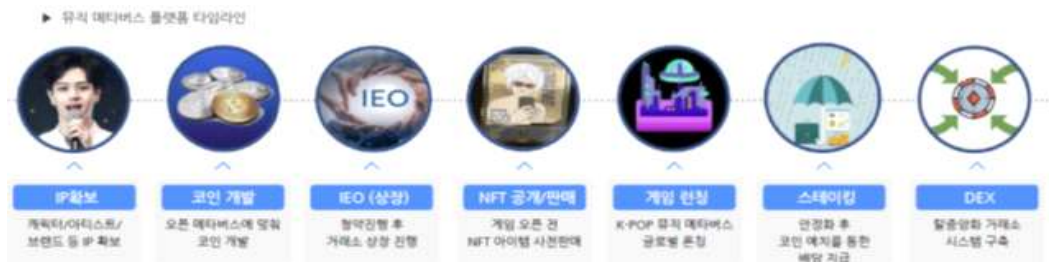 ▶ 뮤직 메타버스 플랫폼 타임라인
IEO
IP확보
코인 개발
IEO (상장)
NFT 공개/판매
게임 런칭
스테이킹
DEX
캐릭터/아티스트/
브랜드 등 IP 확보
오픈 메타버스에 맞춰
코인 개발
청약진행 후
거래소 상장 진행
게임 오픈 전
NFT 아이템 사전판매
K-POP 뮤직 메타버스
글로벌 론칭
안정화 후
코인 예치를 통한
배당 지급
탈중앙화 거래소
시스템 구축